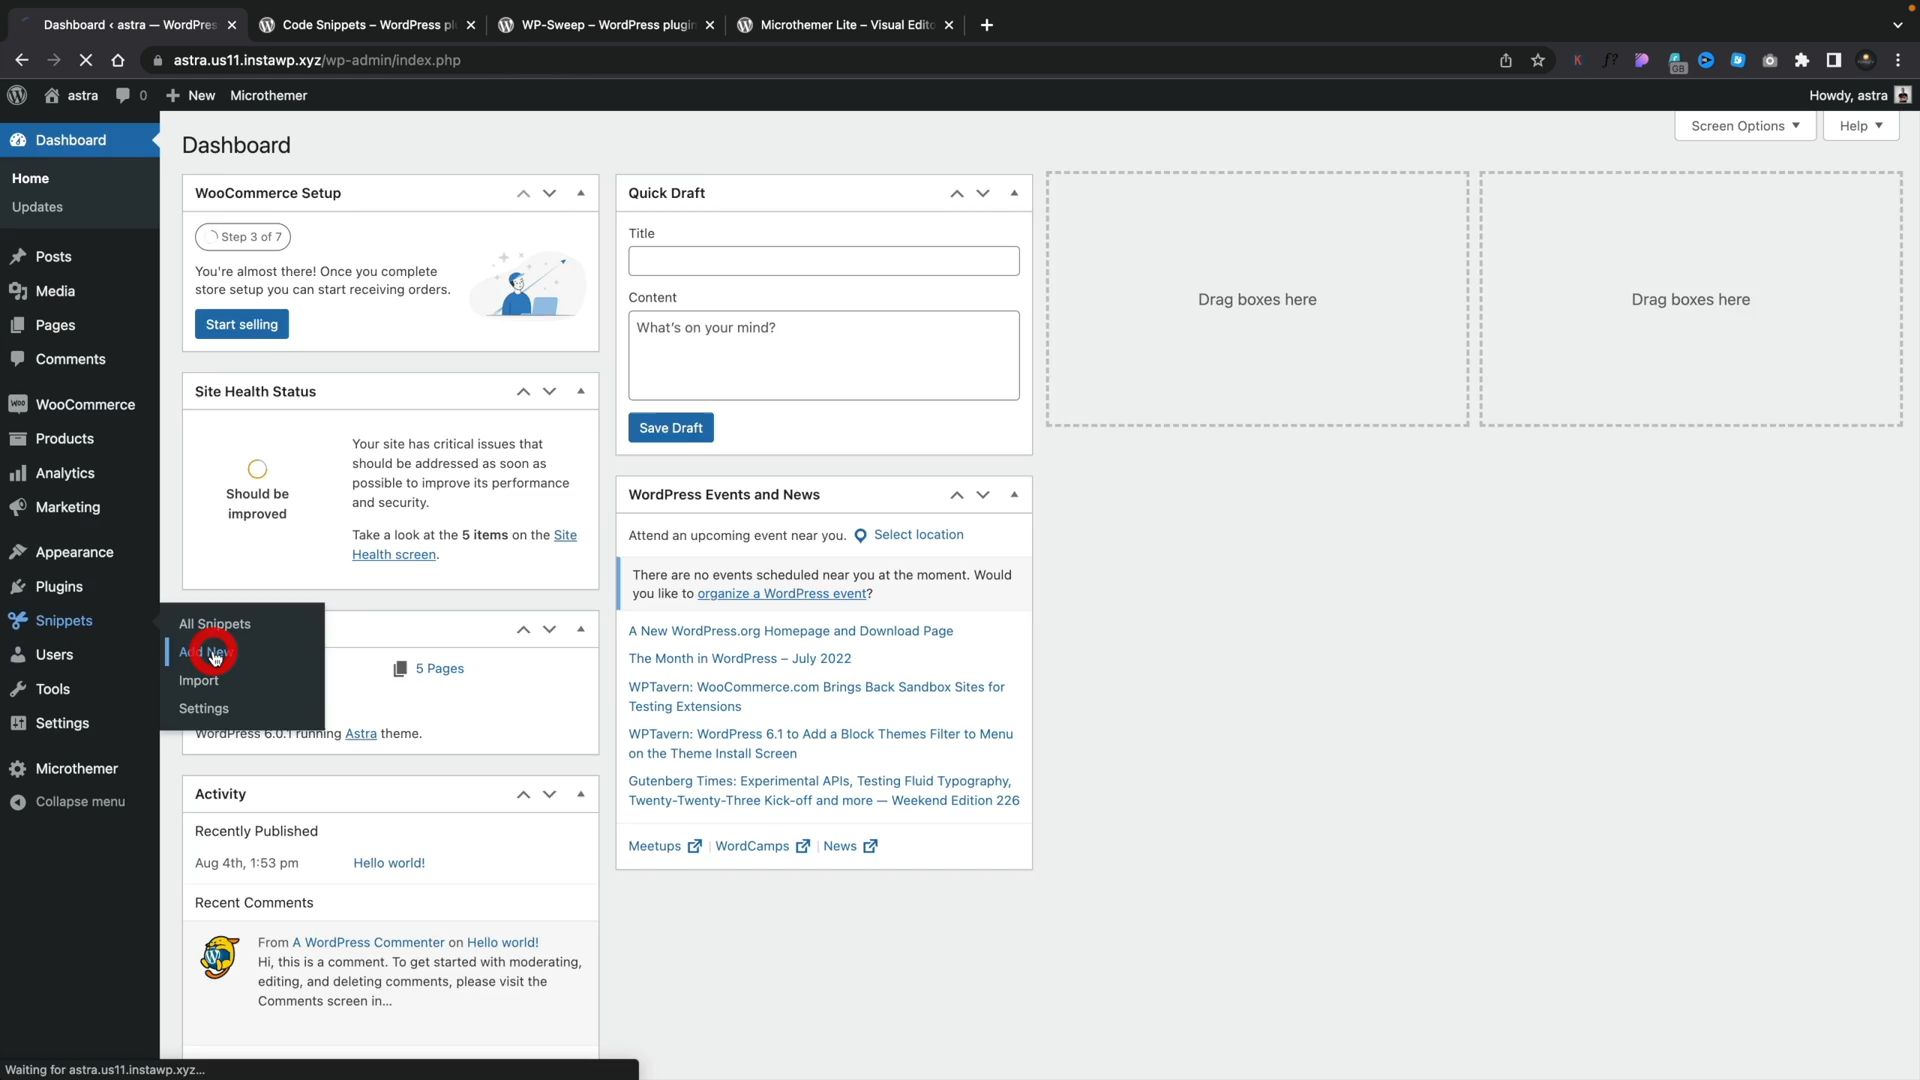 Dashboard ‹ astra — WordPres
Code Snippets – WordPress pl
WP-Sweep – WordPress plugin
Microthemer Lite – Visual Edito
astra.us11.instawp.xyz/wp-admin/index.php
GB
astra
0
New
Microthemer
Howdy, astra
Dashboard
Home
Updates
Posts
Media
Pages
Comments
WooCommerce
Products
Analytics
Marketing
Appearance
Plugins
Snippets
Users
Tools
Settings
Microthemer
Collapse menu
All Snippets
Add New
Import
Settings
Dashboard
Screen Options
Help
WooCommerce Setup
Step 3 of 7
You're almost there! Once you complete
store setup you can start receiving orders.
Start selling
Site Health Status
Should be
improved
Your site has critical issues that
should be addressed as soon as
possible to improve its performance
and security.
Take a look at the 5 items on the Site
Health screen.
5 Pages
WordPress 6.0.1 running Astra theme.
Activity
Recently Published
Aug 4th, 1:53 pm
Hello world!
Recent Comments
From A WordPress Commenter on Hello world!
Hi, this is a comment. To get started with moderating,
editing, and deleting comments, please visit the
Comments screen in...
Quick Draft
Title
Content
What's on your mind?
Save Draft
WordPress Events and News
Attend an upcoming event near you.
Select location
There are no events scheduled near you at the moment. Would
you like to organize a WordPress event?
A New WordPress.org Homepage and Download Page
The Month in WordPress – July 2022
WPTavern: WooCommerce.com Brings Back Sandbox Sites for
Testing Extensions
WPTavern: WordPress 6.1 to Add a Block Themes Filter to Menu
on the Theme Install Screen
Gutenberg Times: Experimental APIs, Testing Fluid Typography,
Twenty-Twenty-Three Kick-off and more — Weekend Edition 226
Meetups
WordCamps
News
Drag boxes here
Drag boxes here
Waiting for astra.us11.instawp.xyz...